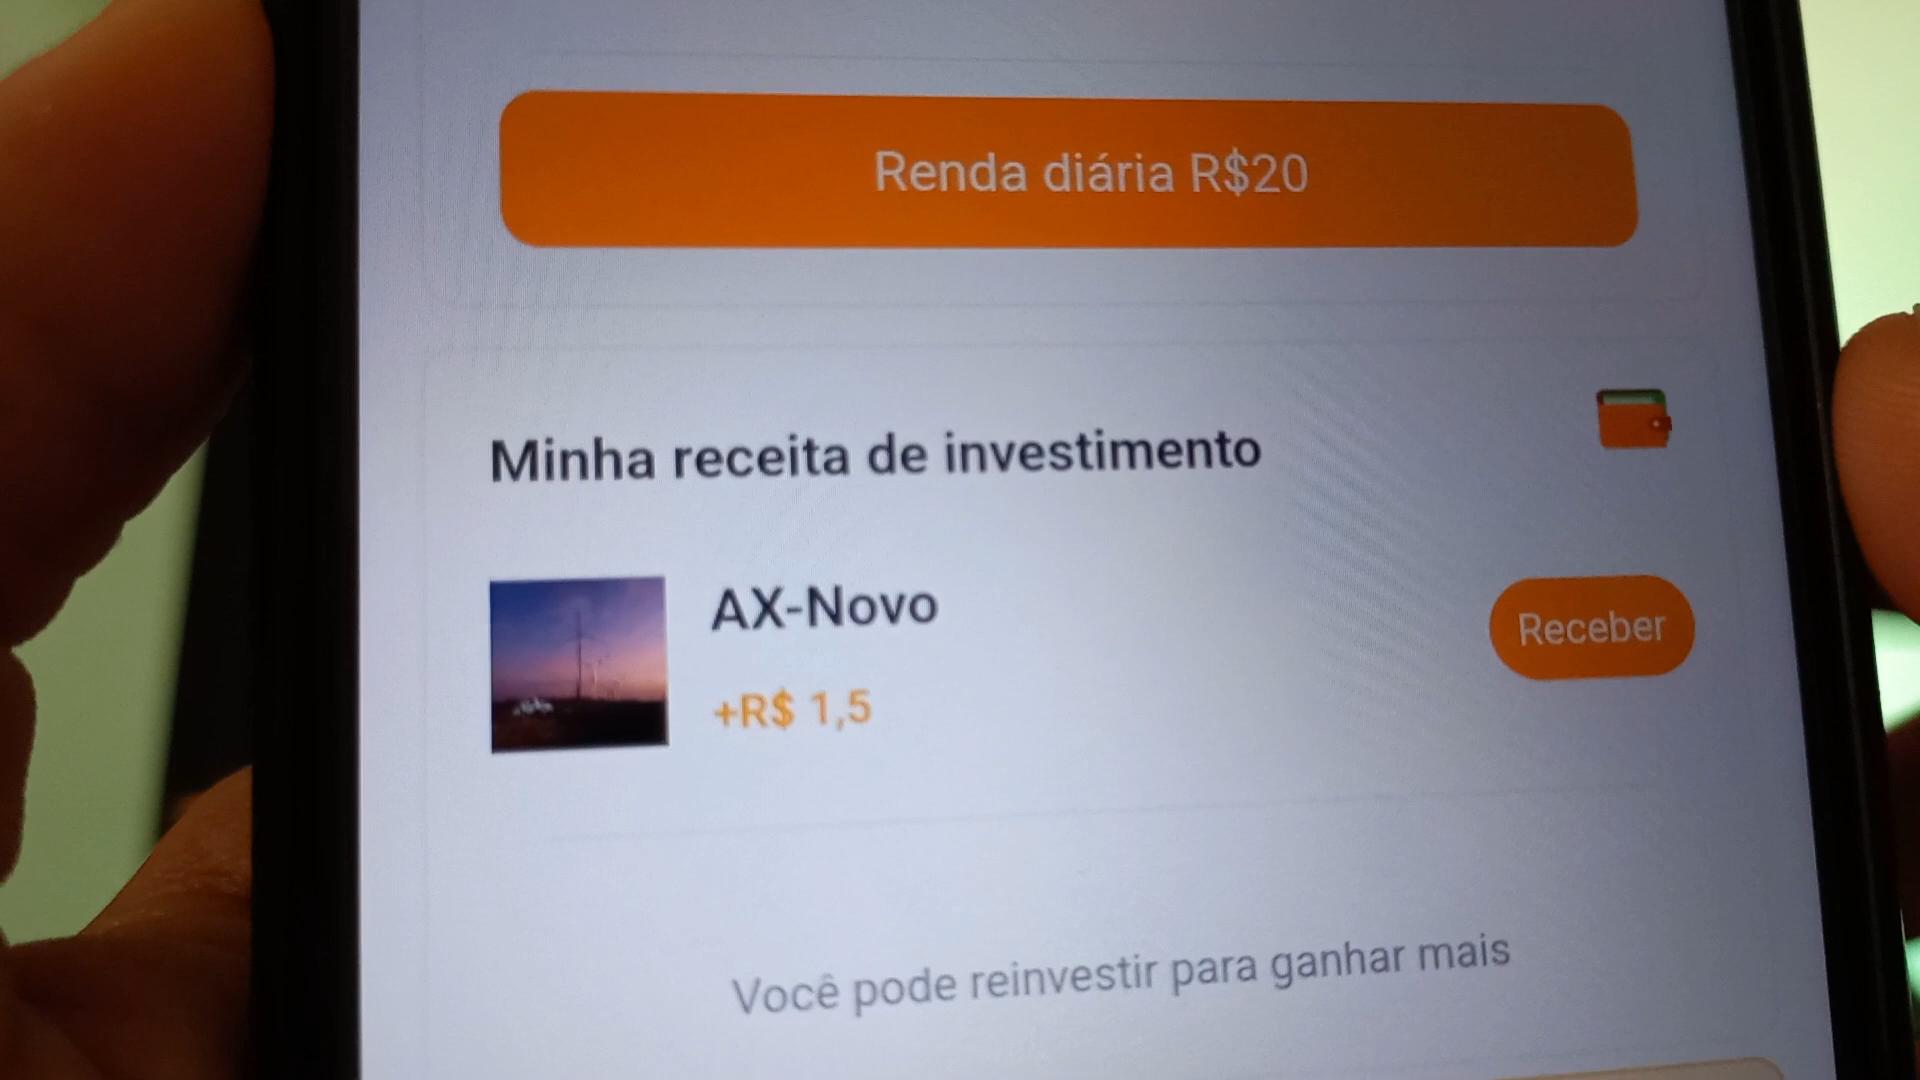 Renda diária R$20
Minha receita de investimento
AX-Novo
+R$ 1,5
Receber
Você pode reinvestir para ganhar mais